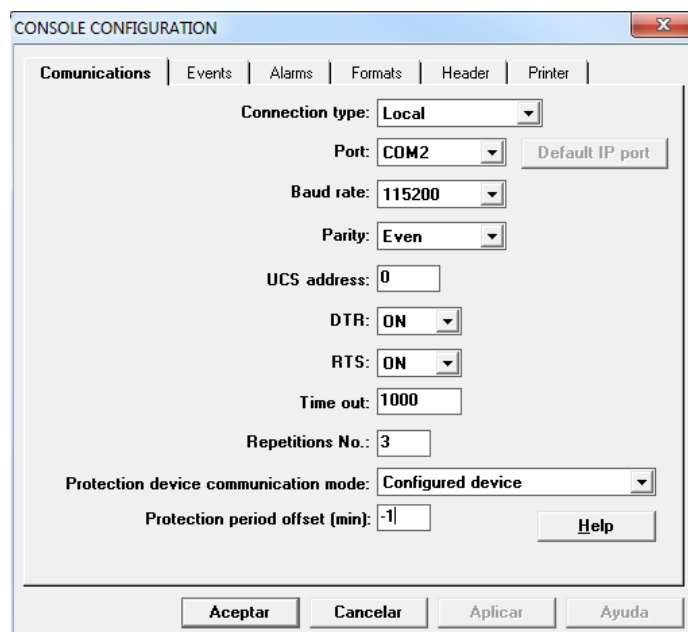 CONSOLE CONFIGURATION
Comunications Events Alarms Formats Header Printer
Connection type: Local
Port: COM2 Default IP port
Baud rate: 115200
Parity: Even
UCS address: 0
DTR: ON
RTS: ON
Time out: 1000
Repetitions No.: 3
Protection device communication mode: Configured device
Protection period offset (min): -1
Help
Aceptar Cancelar Aplicar Ayuda